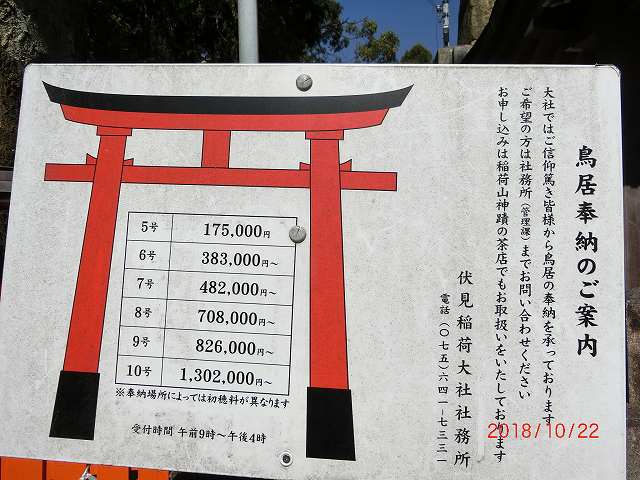 鳥居奉納のご案内
大社ではご信仰篤き皆様から鳥居の奉納を承っております
ご希望の方は社務所(管理課)までお問い合わせください
お申し込みは稲荷山神蹟の茶店でもお取扱いをいたしております
伏見稲荷大社社務所
電話(〇七五)六四一-七三三一
5号 175,000円
6号 383,000円~
7号 482,000円~
8号 708,000円~
9号 826,000円~
10号 1,302,000円~
※奉納場所によっては初穂料が異なります
受付時間 午前9時~午後4時
2018/10/22